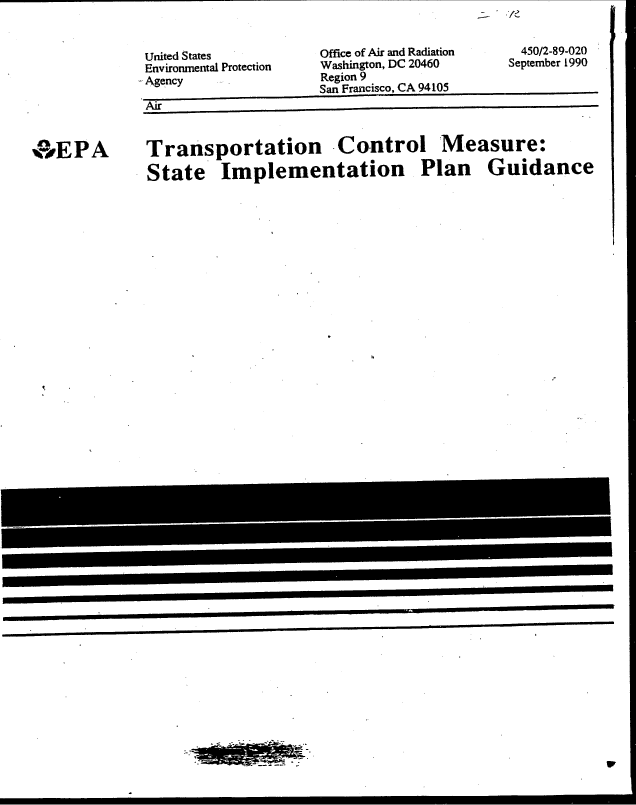 United States
Environmental Protection
Agency
Office of Air and Radiation
Washington, DC 20460
Region 9
San Francisco, CA 94105
450/2-89-020
September 1990
Air
EPA
Transportation Control Measure:
State Implementation Plan Guidance